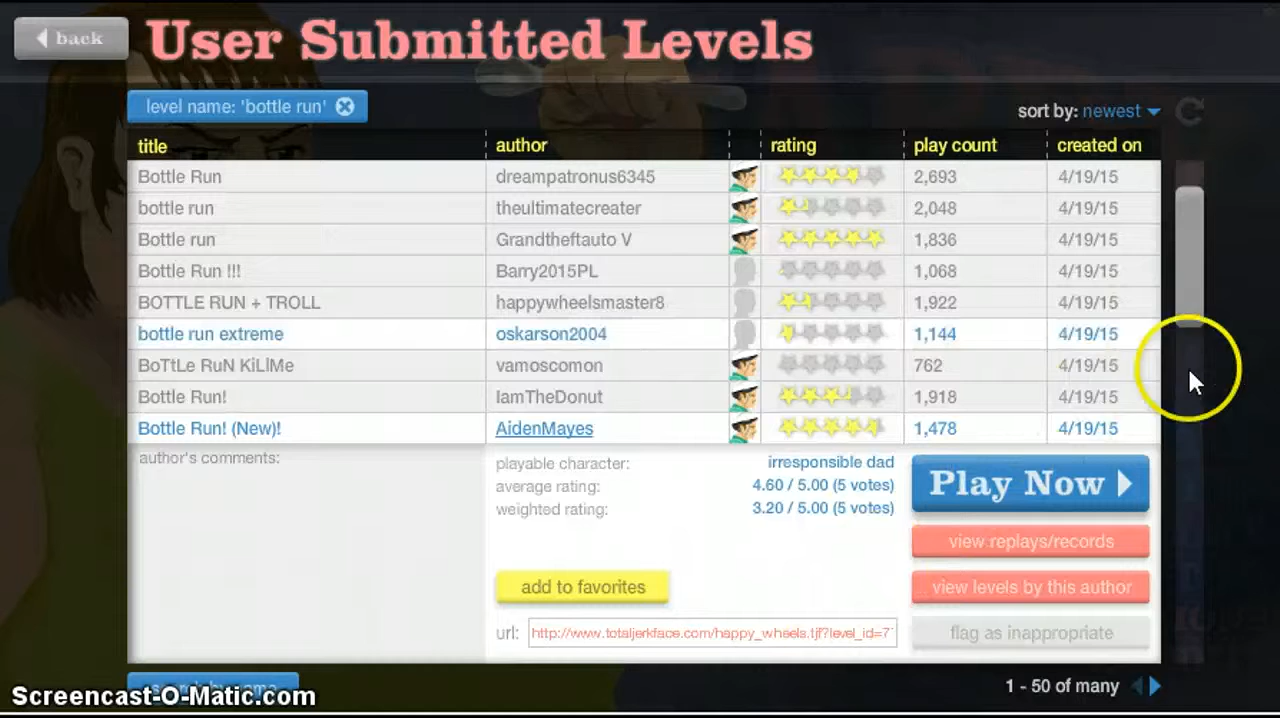 back
User Submitted Levels
level name: 'bottle run'
sort by: newest
title author rating play count created on
Bottle Run dreampatronus6345 2,693 4/19/15
bottle run theultimatecreater 2,048 4/19/15
Bottle run Grandtheftauto V 1,836 4/19/15
Bottle Run !!! Barry2015PL 1,068 4/19/15
BOTTLE RUN + TROLL happywheelsmaster8 1,922 4/19/15
bottle run extreme oskarson2004 1,144 4/19/15
BoTtLe RuN KiLlMe vamoscomon 762 4/19/15
Bottle Run! IamTheDonut 1,918 4/19/15
Bottle Run! (New)! AidenMayes 1,478 4/19/15
author's comments:
playable character: irresponsible dad
average rating: 4.60 / 5.00 (5 votes)
weighted rating: 3.20 / 5.00 (5 votes)
Play Now
view replays/records
add to favorites
view levels by this author
url: http://www.totaljerkface.com/happy_wheels.tjf?level_id=7
flag as inappropriate
1 - 50 of many
Screencast-O-Matic.com